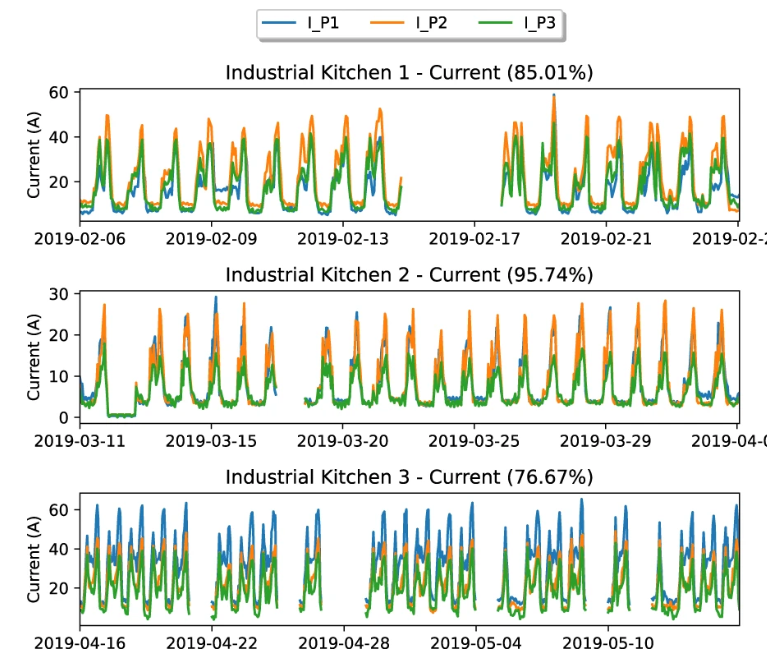 I_P1 I_P2 I_P3
Industrial Kitchen 1 - Current (85.01%)
Current (A)
60
40
20
2019-02-06 2019-02-09 2019-02-13 2019-02-17 2019-02-21 2019-02-2
Industrial Kitchen 2 - Current (95.74%)
Current (A)
30
20
10
0
2019-03-11 2019-03-15 2019-03-20 2019-03-25 2019-03-29 2019-04-0
Industrial Kitchen 3 - Current (76.67%)
Current (A)
60
40
20
2019-04-16 2019-04-22 2019-04-28 2019-05-04 2019-05-10